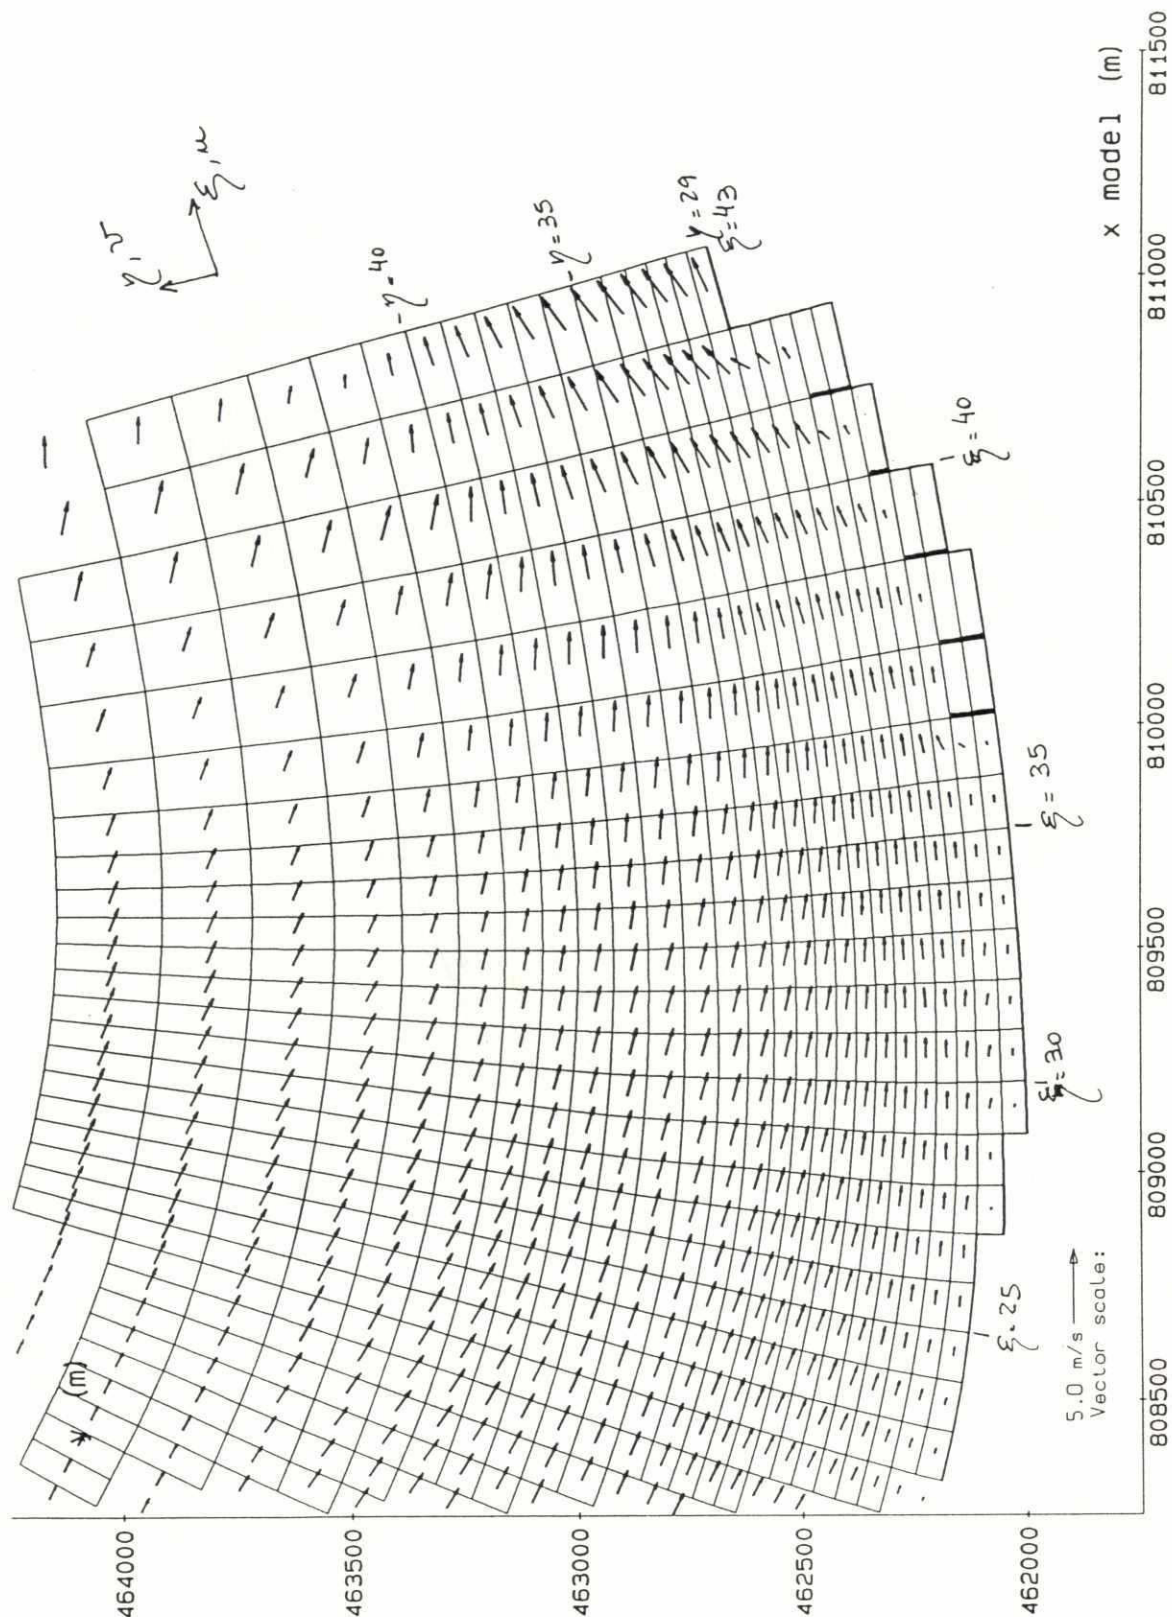 η, v
ξ, u
- η = 40
- η = 35
η = 29
ξ = 43
ξ = 40
ξ = 35
ξ = 30
ξ = 25
(m)
464000
463500
463000
462500
462000
5.0 m/s
Vector scale:
808500
809000
809500
810000
810500
811000
811500
x model (m)